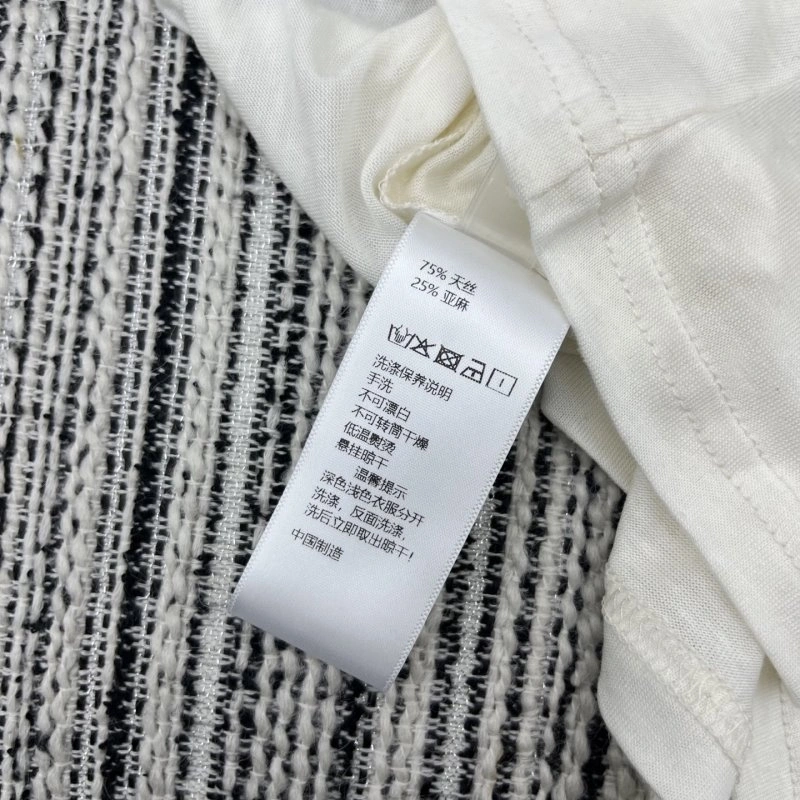 75% 天丝
25% 亚麻
洗涤保养说明
手洗
不可漂白
不可转筒干燥
低温熨烫
悬挂晾干
温馨提示
深色浅色衣服分开
洗涤，反面洗涤，
洗后立即取出晾干!
中国制造